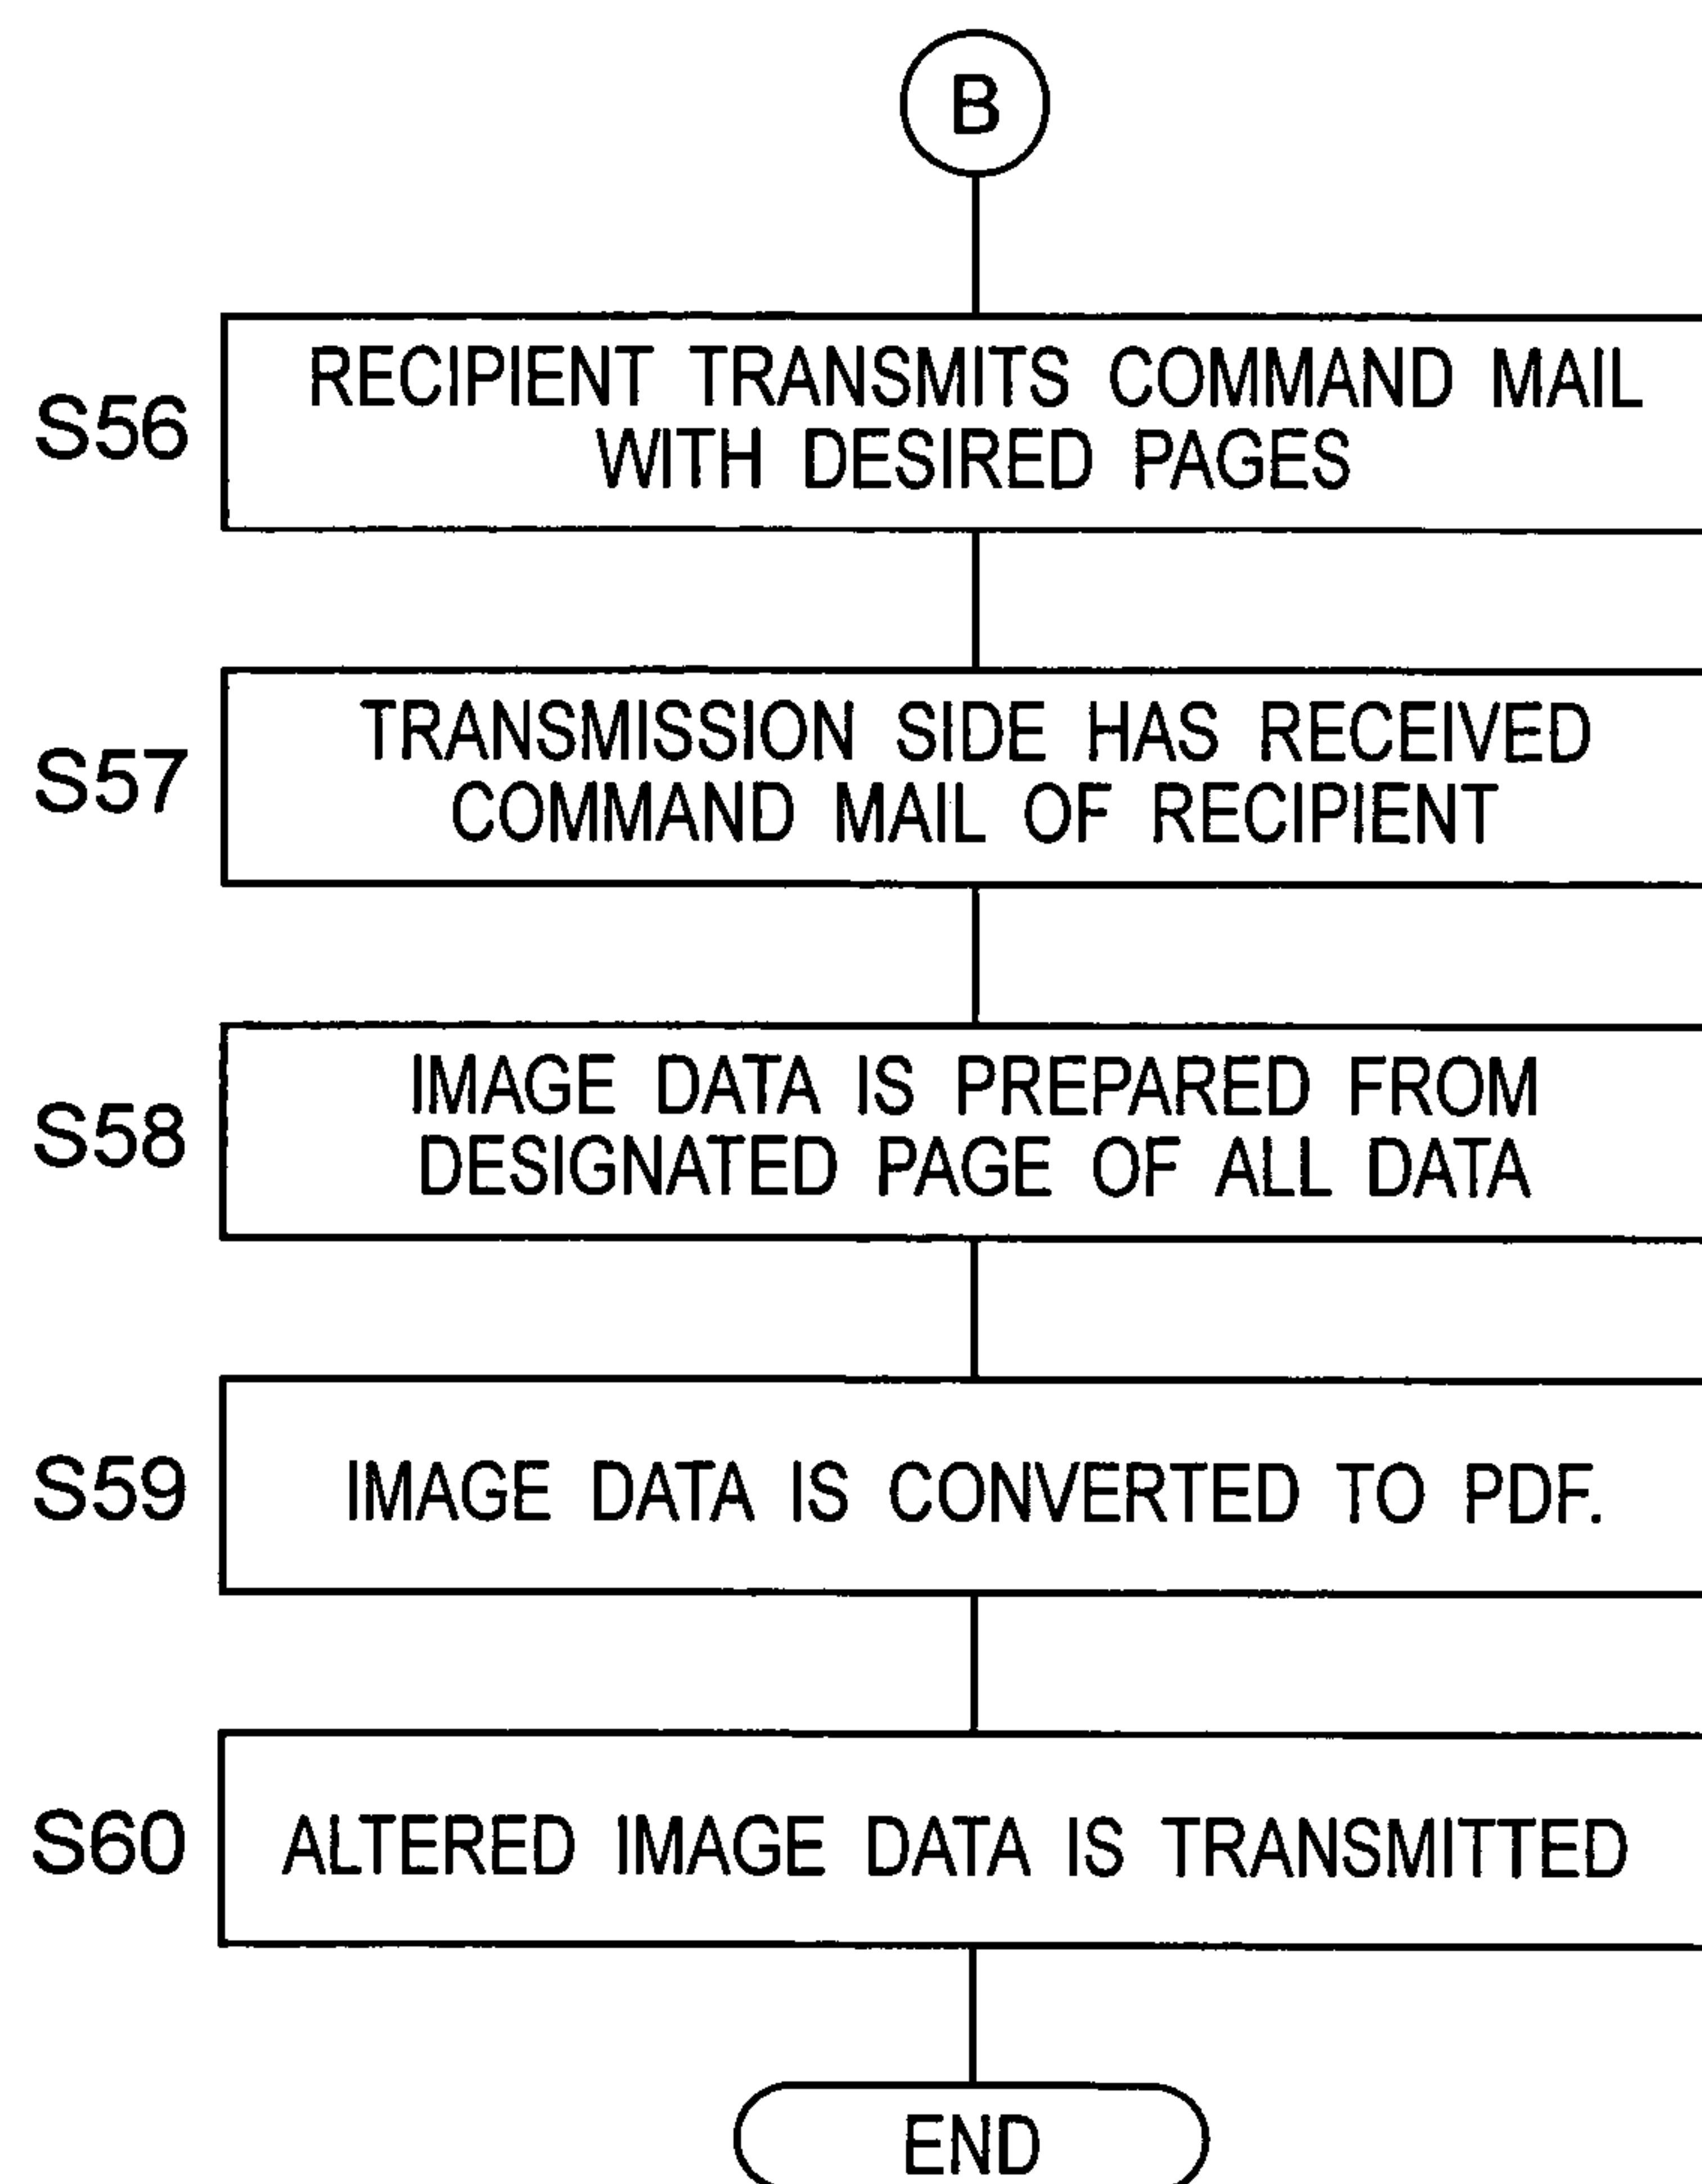 B
S56
RECIPIENT TRANSMITS COMMAND MAIL
WITH DESIRED PAGES
S57
TRANSMISSION SIDE HAS RECEIVED
COMMAND MAIL OF RECIPIENT
S58
IMAGE DATA IS PREPARED FROM
DESIGNATED PAGE OF ALL DATA
S59
IMAGE DATA IS CONVERTED TO PDF.
S60
ALTERED IMAGE DATA IS TRANSMITTED
END